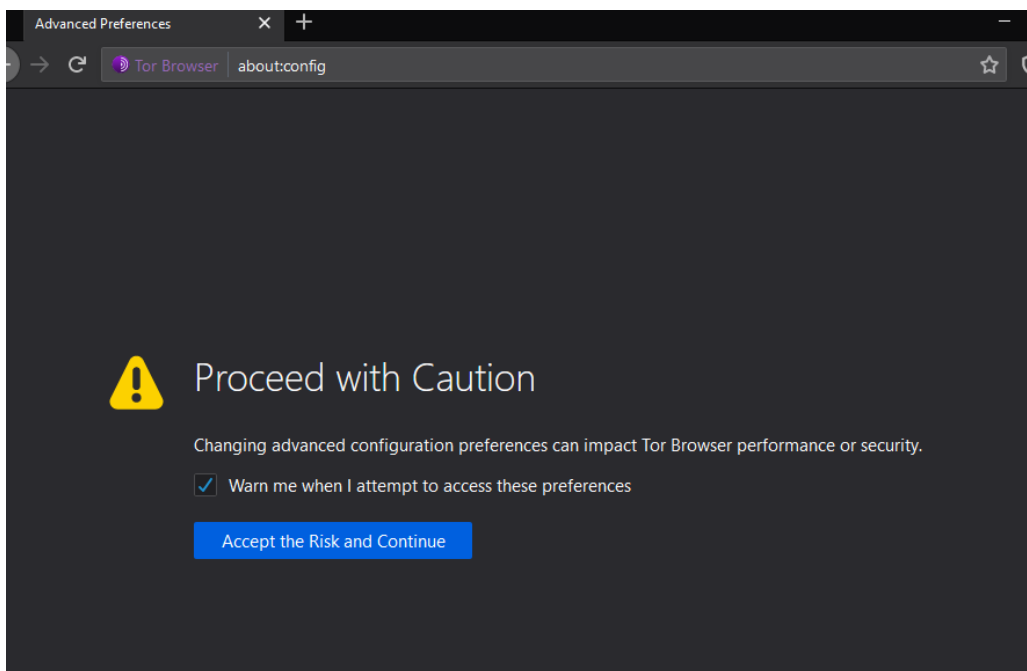 Advanced Preferences
Tor Browser about:config
Proceed with Caution
Changing advanced configuration preferences can impact Tor Browser performance or security.
Warn me when I attempt to access these preferences
Accept the Risk and Continue